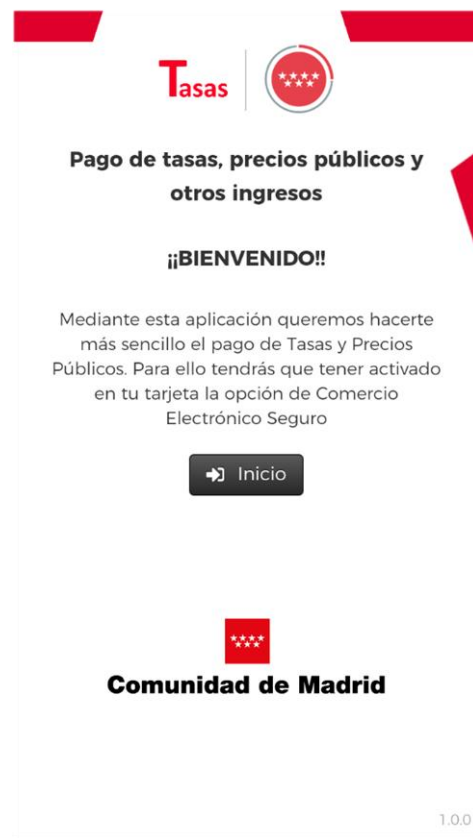 Tasas
Pago de tasas, precios públicos y
otros ingresos
¡¡BIENVENIDO!!
Mediante esta aplicación queremos hacerte
más sencillo el pago de Tasas y Precios
Públicos. Para ello tendrás que tener activado
en tu tarjeta la opción de Comercio
Electrónico Seguro
Inicio
Comunidad de Madrid
1.0.0